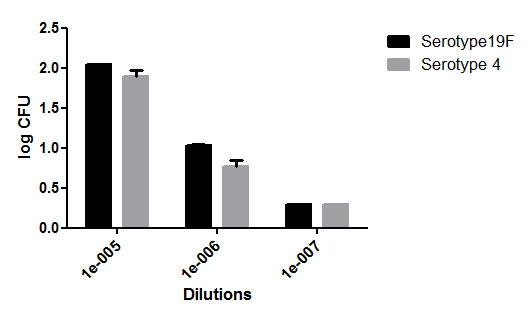 2.5
2.0
1.5
1.0
0.5
0.0
log CFU
1e-005
1e-006
1e-007
Dilutions
Serotype19F
Serotype 4